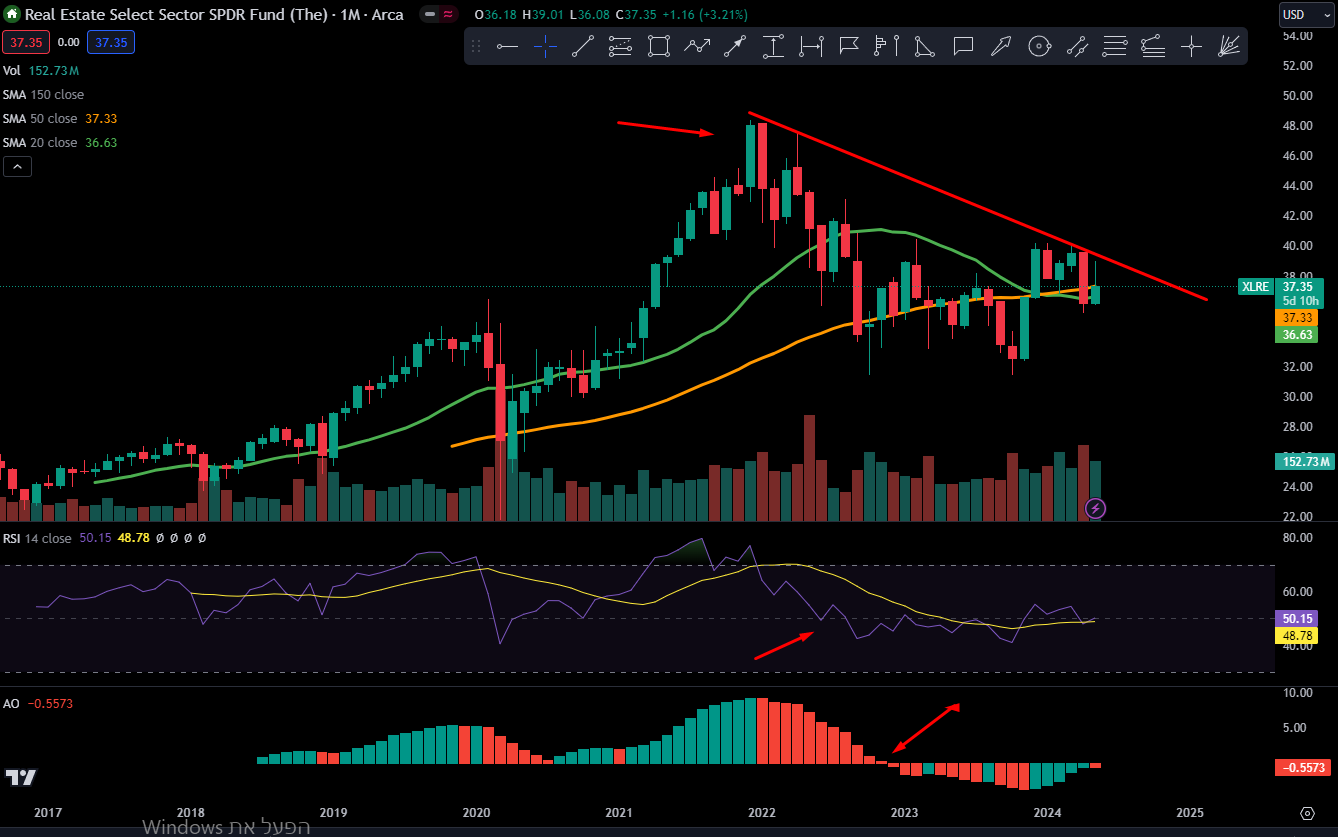 Real Estate Select Sector SPDR Fund (The) · 1M · Arca O36.18 H39.01 L36.08 C37.35 +1.16 (+3.21%) USD
37.35 0.00 37.35
Vol 152.73M
SMA 150 close
SMA 50 close 37.33
SMA 20 close 36.63
54.00
52.00
50.00
48.00
46.00
44.00
42.00
40.00
38.00
XLRE 37.35
5d 10h
37.33
36.63
32.00
30.00
28.00
26.00
152.73M
24.00
22.00
RSI 14 close 50.15 48.78 Ø Ø Ø Ø
80.00
60.00
50.15
48.78
40.00
AO −0.5573
10.00
5.00
−0.5573
2017 2018 2019 2020 2021 2022 2023 2024 2025
הפעל את Windows